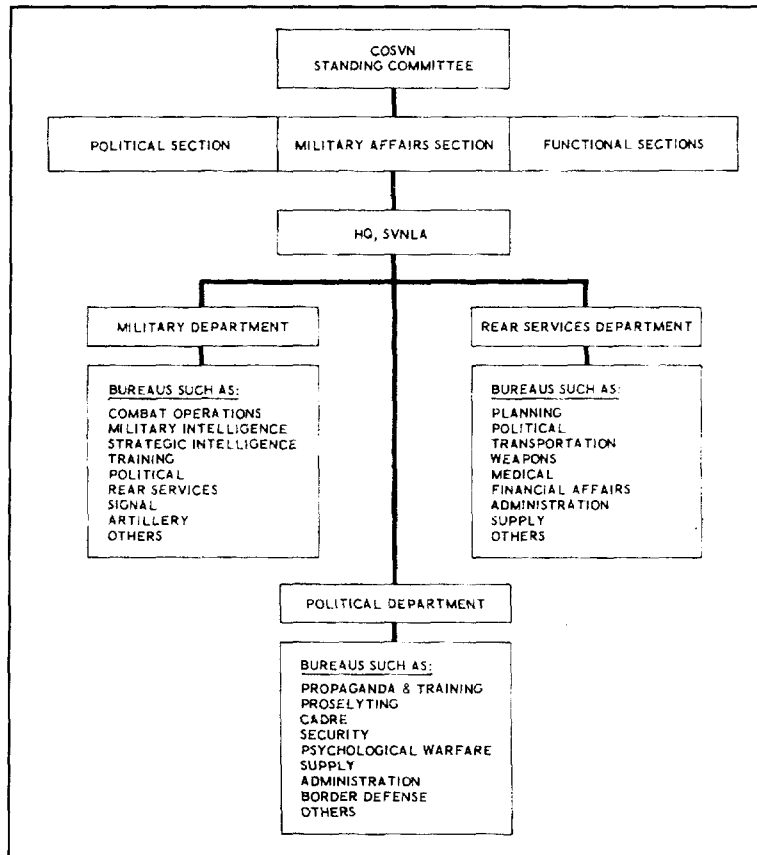 COSVN
STANDING COMMITTEE
POLITICAL SECTION
MILITARY AFFAIRS SECTION
FUNCTIONAL SECTIONS
HQ, SVNLA
MILITARY DEPARTMENT
REAR SERVICES DEPARTMENT
BUREAUS SUCH AS:
COMBAT OPERATIONS
MILITARY INTELLIGENCE
STRATEGIC INTELLIGENCE
TRAINING
POLITICAL
REAR SERVICES
SIGNAL
ARTILLERY
OTHERS
BUREAUS SUCH AS:
PLANNING
POLITICAL
TRANSPORTATION
WEAPONS
MEDICAL
FINANCIAL AFFAIRS
ADMINISTRATION
SUPPLY
OTHERS
POLITICAL DEPARTMENT
BUREAUS SUCH AS:
PROPAGANDA & TRAINING
PROSELYTING
CADRE
SECURITY
PSYCHOLOGICAL WARFARE
SUPPLY
ADMINISTRATION
BORDER DEFENSE
OTHERS